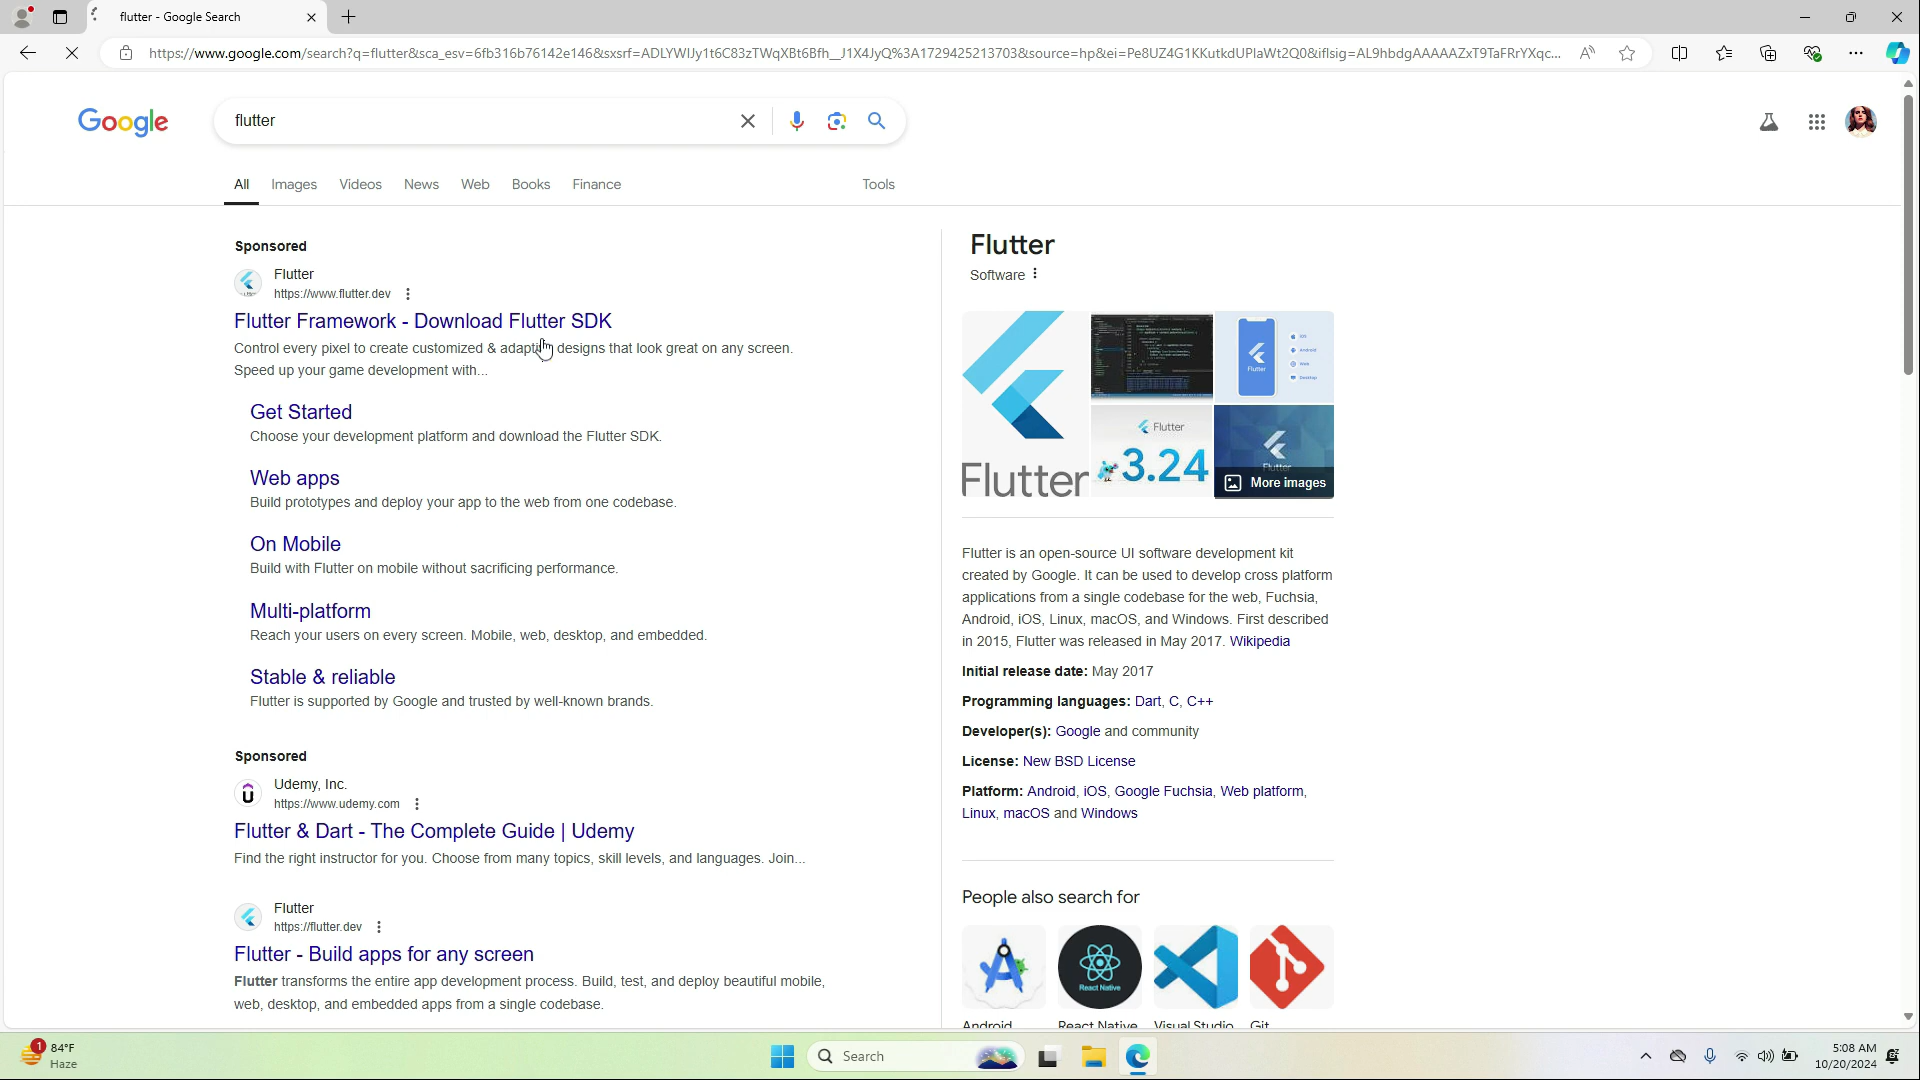 flutter - Google Search
https://www.google.com/search?q=flutter&sca_esv=6fb316b76142e146&sxsrf=ADLYWIJy1t6C83zTWqXBt6Bfh__J1X4JyQ%3A1729425213703&source=hp&ei=Pe8UZ4G1KKutkdUPlaWt2Q0&iflsig=AL9hbdgAAAAAZxT9TaFRrYXqc...
Google
flutter
All Images Videos News Web Books Finance Tools
Sponsored
Flutter
https://www.flutter.dev
Flutter Framework - Download Flutter SDK
Control every pixel to create customized & designs that look great on any screen.
Speed up your game development with...
Get Started
Choose your development platform and download the Flutter SDK.
Web apps
Build prototypes and deploy your app to the web from one codebase.
On Mobile
Build with Flutter on mobile without sacrificing performance.
Multi-platform
Reach your users on every screen. Mobile, web, desktop, and embedded.
Stable & reliable
Flutter is supported by Google and trusted by well-known brands.
Sponsored
Udemy, Inc.
https://www.udemy.com
Flutter & Dart - The Complete Guide | Udemy
Find the right instructor for you. Choose from many topics, skill levels, and languages. Join...
Flutter
https://flutter.dev
Flutter - Build apps for any screen
Flutter transforms the entire app development process. Build, test, and deploy beautiful mobile,
web, desktop, and embedded apps from a single codebase.
Flutter
Software
Flutter
Flutter
iOS
Android
Web
Desktop
Flutter
3.24
Flutter
More images
Flutter is an open-source UI software development kit
created by Google. It can be used to develop cross platform
applications from a single codebase for the web, Fuchsia,
Android, iOS, Linux, macOS, and Windows. First described
in 2015, Flutter was released in May 2017. Wikipedia
Initial release date: May 2017
Programming languages: Dart, C, C++
Developer(s): Google and community
License: New BSD License
Platform: Android, iOS, Google Fuchsia, Web platform,
Linux, macOS and Windows
People also search for
React Native
Android React Native Visual Studio Git
1
84°F
Haze
Search
5:08 AM
10/20/2024